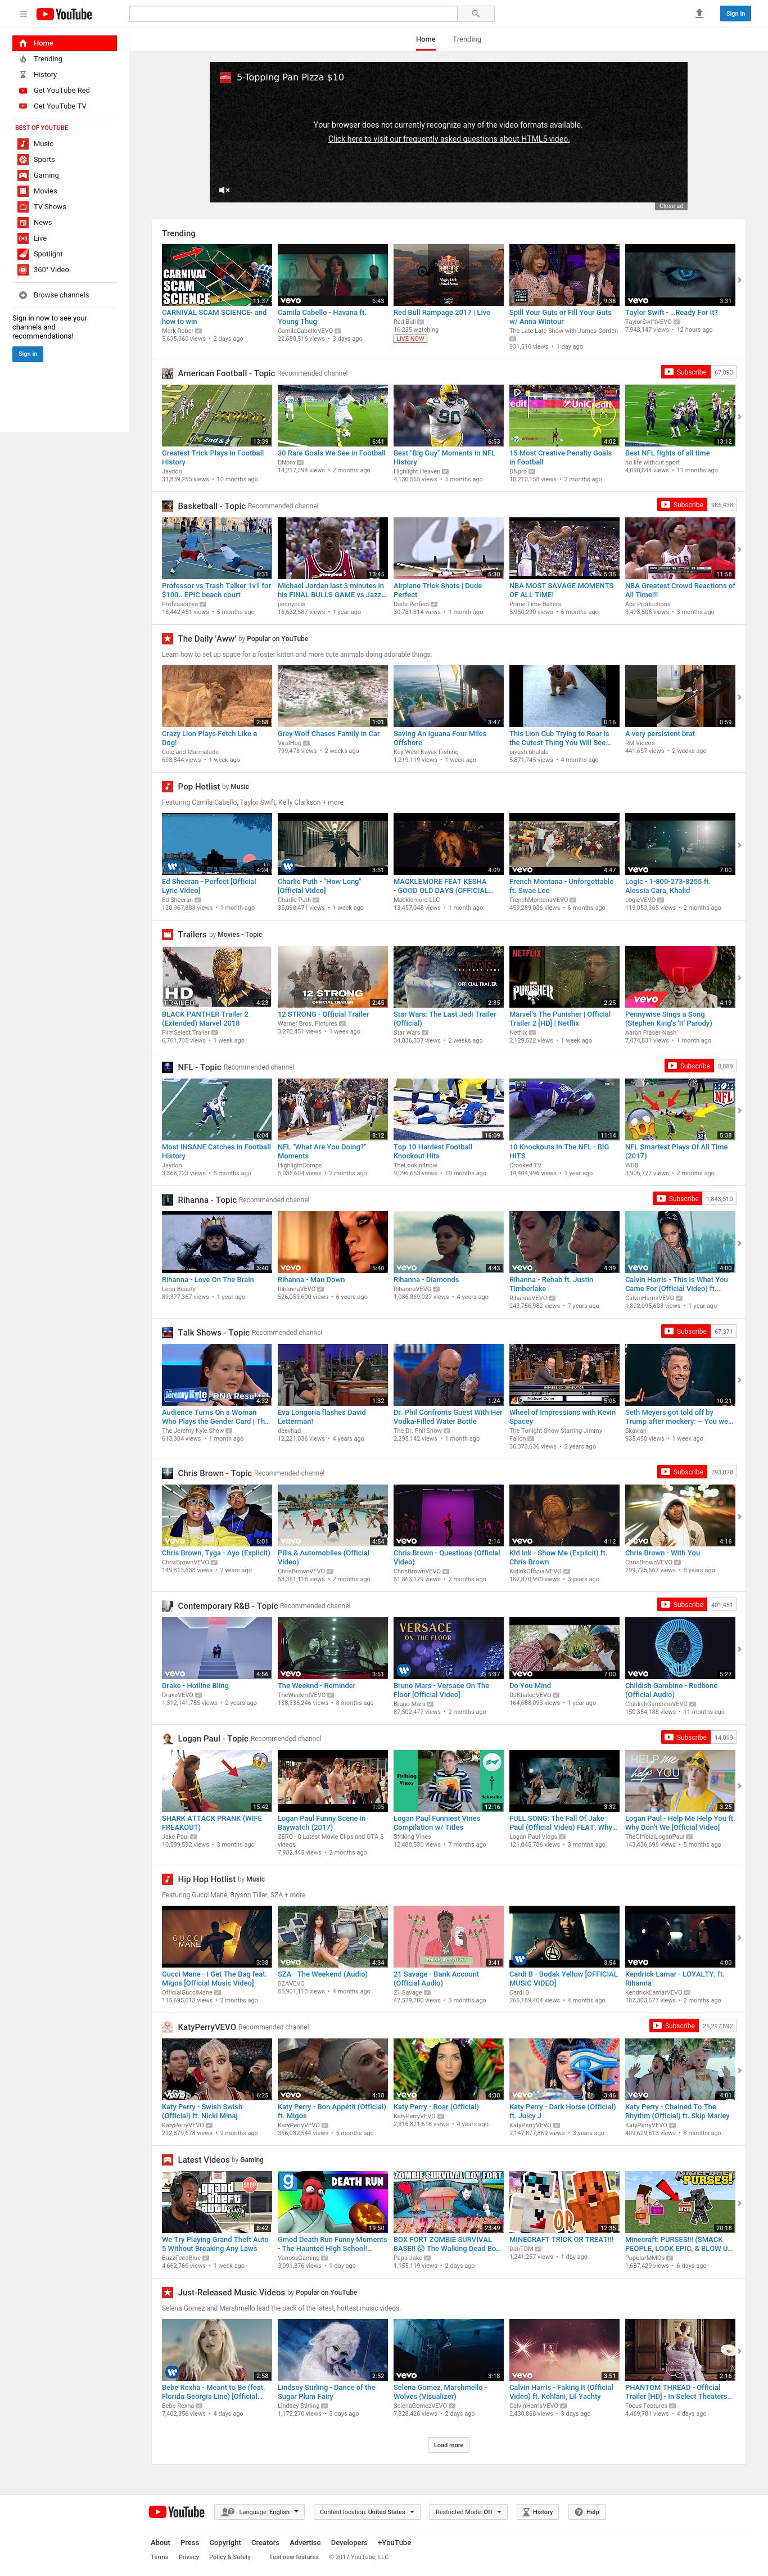 YouTube
Sign in
Home
Trending
Home
Trending
History
Get YouTube Red
Get YouTube TV
BEST OF YOUTUBE
Music
Sports
Gaming
Movies
TV Shows
News
Live
Spotlight
360° Video
Browse channels
Sign in now to see your
channels and
recommendations!
Sign in
5-Topping Pan Pizza $10
Your browser does not currently recognize any of the video formats available.
Click here to visit our frequently asked questions about HTML5 video.
Close ad
Trending
CARNIVAL SCAM SCIENCE- and how to win
Mark Rober
5,635,360 views • 2 days ago
Camila Cabello - Havana ft. Young Thug
CamilaCabelloVEVO
22,688,516 views • 3 days ago
Red Bull Rampage 2017 | Live
Red Bull
16,235 watching
LIVE NOW
Spill Your Guts or Fill Your Guts w/ Anna Wintour
The Late Late Show with James Corden
931,516 views • 1 day ago
Taylor Swift - ...Ready For It?
TaylorSwiftVEVO
7,943,147 views • 12 hours ago
American Football - Topic Recommended channel
Subscribe 67,093
Greatest Trick Plays in Football History
Jaydon
31,839,255 views • 10 months ago
30 Rare Goals We See in Football
DNpro
14,217,394 views • 2 months ago
Best "Big Guy" Moments in NFL History
Highlight Heaven
4,130,565 views • 5 months ago
15 Most Creative Penalty Goals in Football
DNpro
10,210,158 views • 2 months ago
Best NFL fights of all time
no life without sport
4,090,844 views • 11 months ago
Basketball - Topic Recommended channel
Subscribe 985,438
Professor vs Trash Talker 1v1 for $100.. EPIC beach court
Professorlive
18,442,451 views • 5 months ago
Michael Jordan last 3 minutes in his FINAL BULLS GAME vs Jazz...
pennyccw
16,632,587 views • 1 year ago
Airplane Trick Shots | Dude Perfect
Dude Perfect
30,731,314 views • 1 month ago
NBA MOST SAVAGE MOMENTS OF ALL TIME!
Prime Time Ballers
5,950,290 views • 6 months ago
NBA Greatest Crowd Reactions of All Time!!!
Ace Productions
3,473,506 views • 3 months ago
The Daily 'Aww' by Popular on YouTube
Learn how to set up space for a foster kitten and more cute animals doing adorable things.
Crazy Lion Plays Fetch Like a Dog!
Cole and Marmalade
693,844 views • 1 week ago
Grey Wolf Chases Family in Car
ViralHog
799,478 views • 2 weeks ago
Saving An Iguana Four Miles Offshore
Key West Kayak Fishing
1,219,119 views • 1 week ago
This Lion Cub Trying to Roar is the Cutest Thing You Will See...
piyush bhalala
5,871,745 views • 4 months ago
A very persistent brat
RM Videos
441,657 views • 2 weeks ago
Pop Hotlist by Music
Featuring Camila Cabello, Taylor Swift, Kelly Clarkson + more
Ed Sheeran - Perfect [Official Lyric Video]
Ed Sheeran
120,967,883 views • 1 month ago
Charlie Puth - "How Long" [Official Video]
Charlie Puth
35,098,471 views • 1 week ago
MACKLEMORE FEAT KESHA - GOOD OLD DAYS (OFFICIAL...
Macklemore LLC
13,457,048 views • 1 month ago
French Montana - Unforgettable ft. Swae Lee
FrenchMontanaVEVO
459,289,036 views • 6 months ago
Logic - 1-800-273-8255 ft. Alessia Cara, Khalid
LogicVEVO
119,053,365 views • 2 months ago
Trailers by Movies - Topic
BLACK PANTHER Trailer 2 (Extended) Marvel 2018
FilmSelect Trailer
6,761,735 views • 1 week ago
12 STRONG - Official Trailer
Warner Bros. Pictures
3,270,451 views • 1 week ago
Star Wars: The Last Jedi Trailer (Official)
Star Wars
34,036,337 views • 2 weeks ago
Marvel's The Punisher | Official Trailer 2 [HD] | Netflix
Netflix
2,129,522 views • 1 week ago
Pennywise Sings a Song (Stephen King's 'It' Parody)
Aaron Fraser-Nash
7,474,831 views • 1 month ago
NFL - Topic Recommended channel
Subscribe 8,889
Most INSANE Catches in Football History
Jaydon
3,368,223 views • 5 months ago
NFL "What Are You Doing?" Moments
HighlightComps
5,036,604 views • 2 months ago
Top 10 Hardest Football Knockout Hits
TheLookin4now
9,096,653 views • 10 months ago
10 Knockouts In The NFL - BIG HITS
Crooked TV
14,404,996 views • 1 year ago
NFL Smartest Plays Of All Time (2017)
WDB
3,906,777 views • 2 months ago
Rihanna - Topic Recommended channel
Subscribe 1,643,510
Rihanna - Love On The Brain
Lenn Beauty
89,377,367 views • 1 year ago
Rihanna - Man Down
RihannaVEVO
526,059,600 views • 6 years ago
Rihanna - Diamonds
RihannaVEVO
1,086,869,027 views • 4 years ago
Rihanna - Rehab ft. Justin Timberlake
RihannaVEVO
243,756,982 views • 7 years ago
Calvin Harris - This Is What You Came For (Official Video) ft....
CalvinHarrisVEVO
1,822,095,603 views • 1 year ago
Talk Shows - Topic Recommended channel
Subscribe 67,371
Audience Turns On a Woman Who Plays the Gender Card | Th...
The Jeremy Kyle Show
613,304 views • 1 month ago
Eva Longoria flashes David Letterman!
deevhad
12,221,036 views • 4 years ago
Dr. Phil Confronts Guest With Her Vodka-Filled Water Bottle
The Dr. Phil Show
2,295,142 views • 1 month ago
Wheel of Impressions with Kevin Spacey
The Tonight Show Starring Jimmy Fallon
36,373,636 views • 2 years ago
Seth Meyers got told off by Trump after mockery: – You we...
Skavlan
935,450 views • 1 week ago
Chris Brown - Topic Recommended channel
Subscribe 293,078
Chris Brown, Tyga - Ayo (Explicit)
ChrisBrownVEVO
149,813,638 views • 2 years ago
Pills & Automobiles (Official Video)
ChrisBrownVEVO
53,361,118 views • 2 months ago
Chris Brown - Questions (Official Video)
ChrisBrownVEVO
51,863,179 views • 2 months ago
Kid Ink - Show Me (Explicit) ft. Chris Brown
KidInkOfficialVEVO
187,870,990 views • 3 years ago
Chris Brown - With You
ChrisBrownVEVO
299,725,667 views • 8 years ago
Contemporary R&B - Topic Recommended channel
Subscribe 401,451
Drake - Hotline Bling
DrakeVEVO
1,312,141,755 views • 2 years ago
The Weeknd - Reminder
TheWeekndVEVO
138,336,246 views • 8 months ago
Bruno Mars - Versace On The Floor [Official Video]
Bruno Mars
87,502,477 views • 2 months ago
Do You Mind
DJKhaledVEVO
164,688,093 views • 1 year ago
Childish Gambino - Redbone (Official Audio)
ChildishGambinoVEVO
150,354,188 views • 11 months ago
Logan Paul - Topic Recommended channel
Subscribe 14,019
SHARK ATTACK PRANK (WIFE FREAKOUT)
Jake Paul
10,599,592 views • 3 months ago
Logan Paul Funny Scene in Baywatch (2017)
ZERO - 0 Latest Movie Clips and GTA 5 videos
7,982,445 views • 2 months ago
Logan Paul Funniest Vines Compilation w/ Titles
Striking Vines
12,488,530 views • 7 months ago
FULL SONG: The Fall Of Jake Paul (Official Video) FEAT. Why...
Logan Paul Vlogs
121,045,786 views • 3 months ago
Logan Paul - Help Me Help You ft. Why Don't We [Official Video]
TheOfficialLoganPaul
143,436,696 views • 5 months ago
Hip Hop Hotlist by Music
Featuring Gucci Mane, Bryson Tiller, SZA + more
Gucci Mane - I Get The Bag feat. Migos [Official Music Video]
OfficialGucciMane
115,695,013 views • 2 months ago
SZA - The Weekend (Audio)
SZAVEVO
55,901,113 views • 4 months ago
21 Savage - Bank Account (Official Audio)
21 Savage
47,579,700 views • 3 months ago
Cardi B - Bodak Yellow [OFFICIAL MUSIC VIDEO]
Cardi B
266,189,404 views • 4 months ago
Kendrick Lamar - LOYALTY. ft. Rihanna
KendrickLamarVEVO
107,303,677 views • 2 months ago
KatyPerryVEVO Recommended channel
Subscribe 25,297,892
Katy Perry - Swish Swish (Official) ft. Nicki Minaj
KatyPerryVEVO
292,879,678 views • 2 months ago
Katy Perry - Bon Appétit (Official) ft. Migos
KatyPerryVEVO
366,032,544 views • 5 months ago
Katy Perry - Roar (Official)
KatyPerryVEVO
2,316,821,618 views • 4 years ago
Katy Perry - Dark Horse (Official) ft. Juicy J
KatyPerryVEVO
2,147,877,869 views • 3 years ago
Katy Perry - Chained To The Rhythm (Official) ft. Skip Marley
KatyPerryVEVO
409,629,613 views • 8 months ago
Latest Videos by Gaming
We Try Playing Grand Theft Auto 5 Without Breaking Any Laws
BuzzFeedBlue
4,662,766 views • 1 week ago
Gmod Death Run Funny Moments - The Haunted High School!...
VanossGaming
3,091,376 views • 1 day ago
BOX FORT ZOMBIE SURVIVAL BASE!! The Walking Dead Bo...
Papa Jake
1,155,119 views • 2 days ago
MINECRAFT TRICK OR TREAT!!!
DanTDM
1,241,257 views • 1 day ago
Minecraft: PURSES!!! (SMACK PEOPLE, LOOK EPIC, & BLOW U...
PopularMMOs
1,687,429 views • 6 days ago
Just-Released Music Videos by Popular on YouTube
Selena Gomez and Marshmello lead the pack of the latest, hottest music videos.
Bebe Rexha - Meant to Be (feat. Florida Georgia Line) [Official...
Bebe Rexha
7,402,356 views • 4 days ago
Lindsey Stirling - Dance of the Sugar Plum Fairy
Lindsey Stirling
1,172,270 views • 3 days ago
Selena Gomez, Marshmello - Wolves (Visualizer)
SelenaGomezVEVO
7,828,426 views • 2 days ago
Calvin Harris - Faking It (Official Video) ft. Kehlani, Lil Yachty
CalvinHarrisVEVO
2,430,868 views • 3 days ago
PHANTOM THREAD - Official Trailer [HD] - In Select Theaters...
Focus Features
4,469,781 views • 4 days ago
Load more
YouTube
Language: English
Content location: United States
Restricted Mode: Off
History
Help
About Press Copyright Creators Advertise Developers +YouTube
Terms Privacy Policy & Safety Test new features © 2017 YouTube, LLC